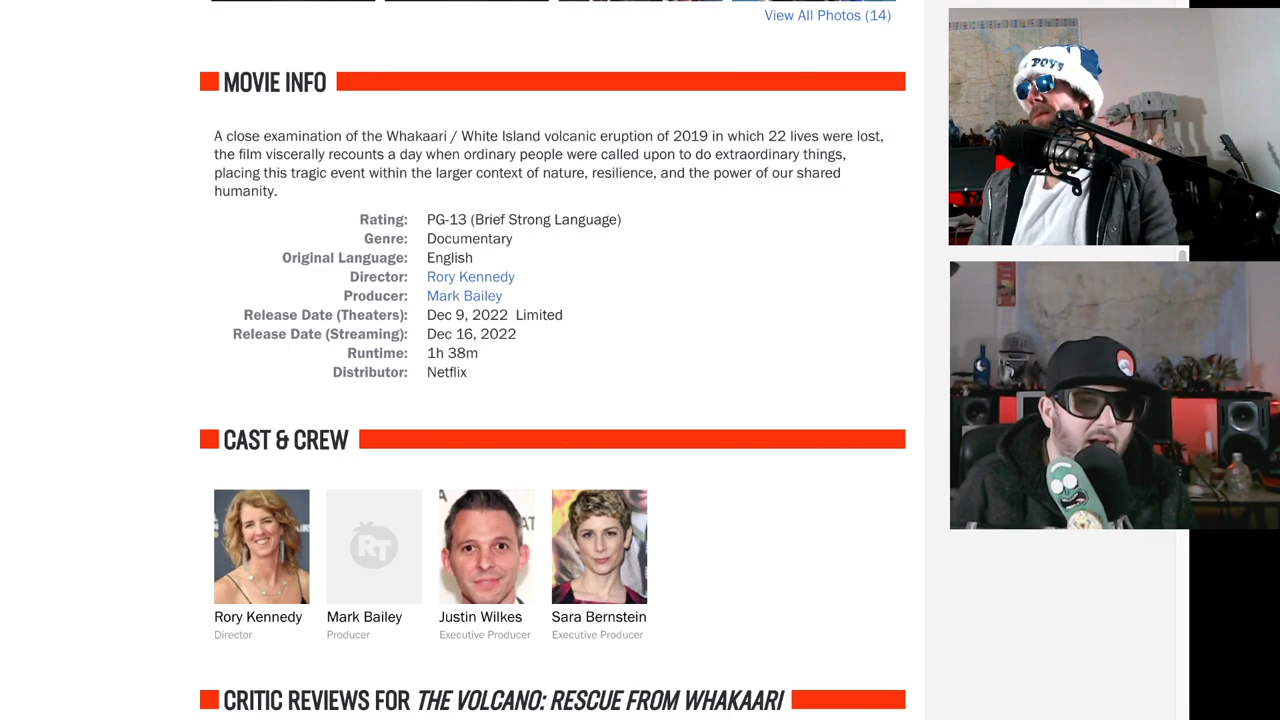 View All Photos (14)
MOVIE INFO
A close examination of the Whakaari / White Island volcanic eruption of 2019 in which 22 lives were lost,
the film viscerally recounts a day when ordinary people were called upon to do extraordinary things,
placing this tragic event within the larger context of nature, resilience, and the power of our shared
humanity.
Rating: PG-13 (Brief Strong Language)
Genre: Documentary
Original Language: English
Director: Rory Kennedy
Producer: Mark Bailey
Release Date (Theaters): Dec 9, 2022 Limited
Release Date (Streaming): Dec 16, 2022
Runtime: 1h 38m
Distributor: Netflix
CAST & CREW
RT
Rory Kennedy
Director
Mark Bailey
Producer
Justin Wilkes
Executive Producer
Sara Bernstein
Executive Producer
CRITIC REVIEWS FOR THE VOLCANO: RESCUE FROM WHAKAARI